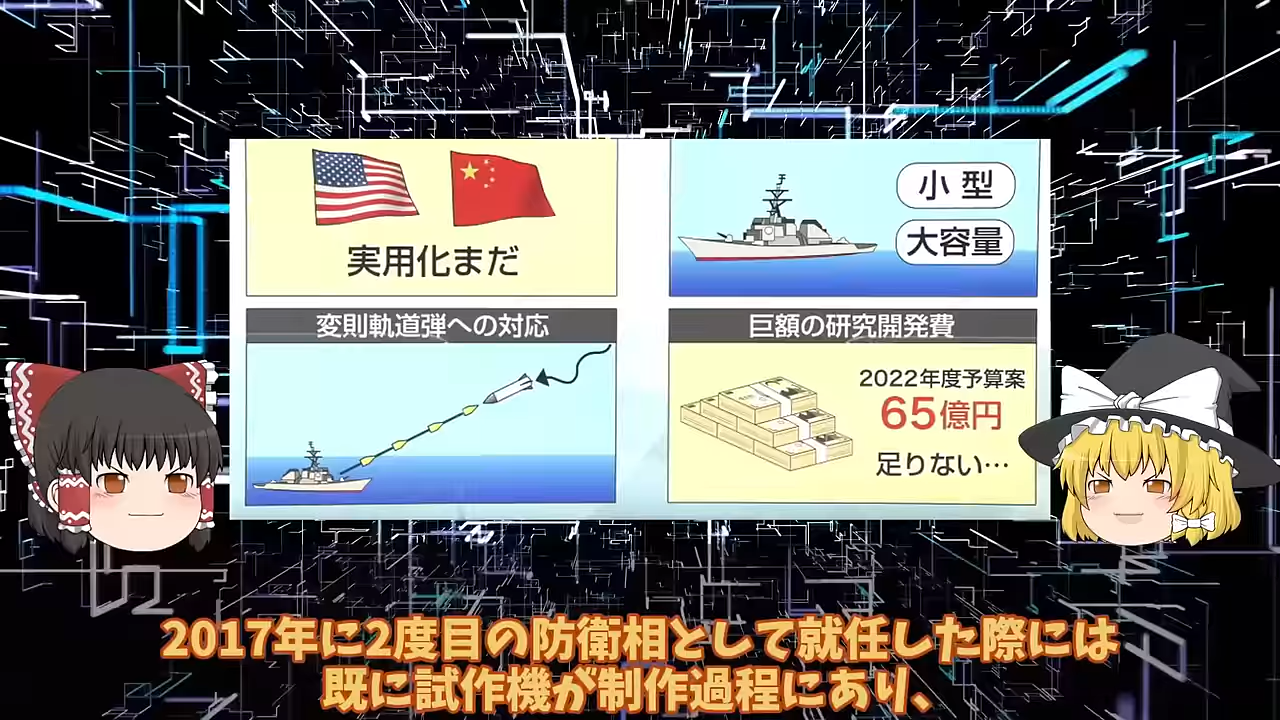 実用化まだ
小型
大容量
変則軌道弾への対応
巨額の研究開発費
2022年度予算案
65億円
足りない…
2017年に2度目の防衛相として就任した際には
既に試作機が制作過程にあり、